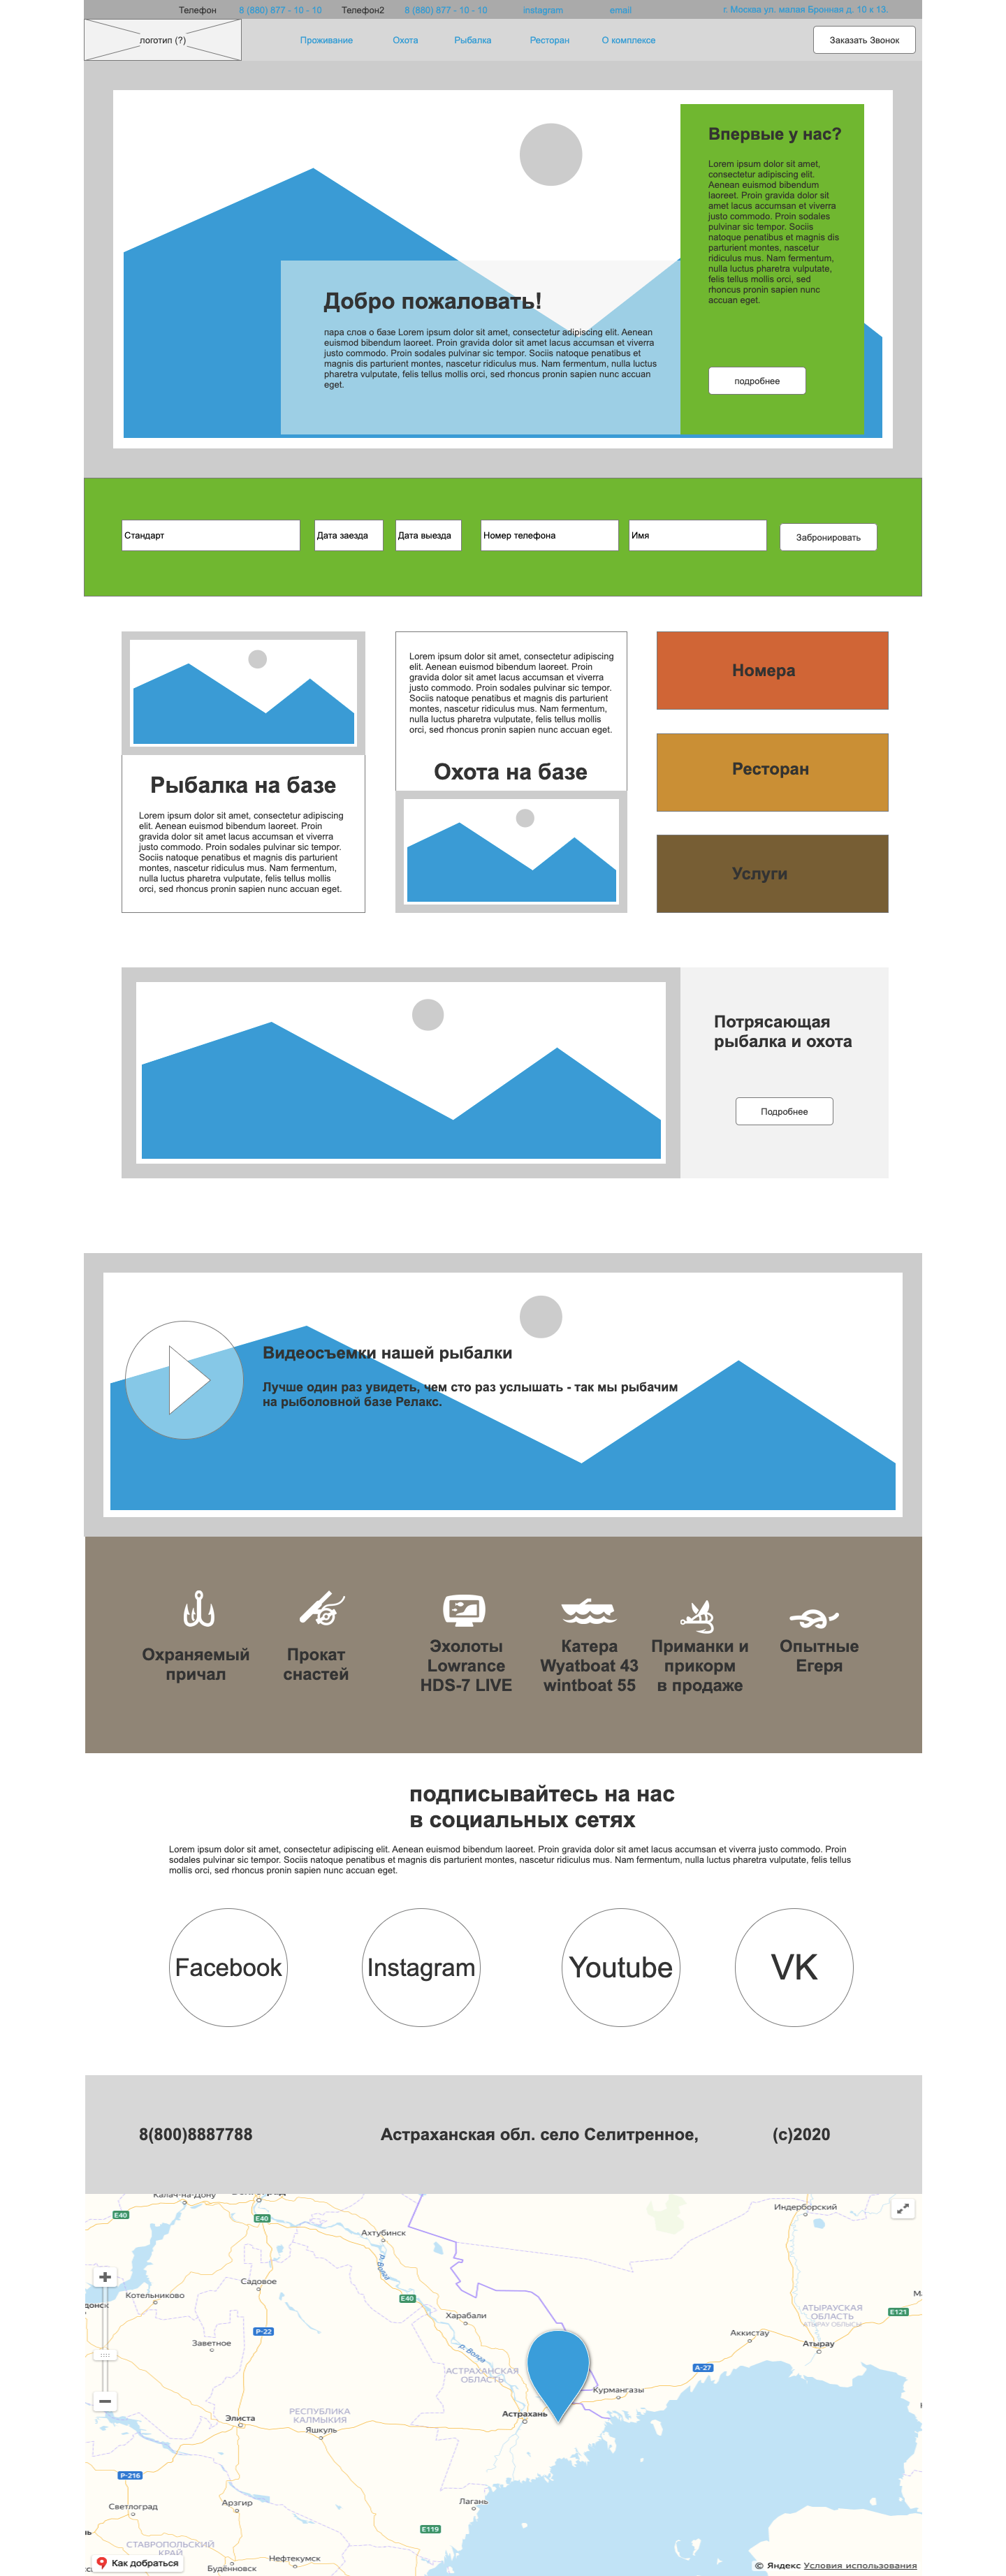 Телефон 8 (880) 877 - 10 - 10 Телефон2 8 (880) 877 - 10 - 10 instagram email г. Москва ул. малая Бронная д. 10 к 13.
логотип (?) Проживание Охота Рыбалка Ресторан О комплексе Заказать Звонок
Впервые у нас?
Lorem ipsum dolor sit amet,
consectetur adipiscing elit.
Aenean euismod bibendum
laoreet. Proin gravida dolor sit
amet lacus accumsan et viverra
justo commodo. Proin sodales
pulvinar sic tempor. Sociis
natoque penatibus et magnis dis
parturient montes, nascetur
ridiculus mus. Nam fermentum,
nulla luctus pharetra vulputate,
felis tellus mollis orci, sed
rhoncus pronin sapien nunc
accuan eget.
подробнее
Добро пожаловать!
пара слов о базе Lorem ipsum dolor sit amet, consectetur adipiscing elit. Aenean
euismod bibendum laoreet. Proin gravida dolor sit amet lacus accumsan et viverra
justo commodo. Proin sodales pulvinar sic tempor. Sociis natoque penatibus et
magnis dis parturient montes, nascetur ridiculus mus. Nam fermentum, nulla luctus
pharetra vulputate, felis tellus mollis orci, sed rhoncus pronin sapien nunc accuan
eget.
Стандарт Дата заезда Дата выезда Номер телефона Имя Забронировать
Рыбалка на базе
Lorem ipsum dolor sit amet, consectetur adipiscing
elit. Aenean euismod bibendum laoreet. Proin
gravida dolor sit amet lacus accumsan et viverra
justo commodo. Proin sodales pulvinar sic tempor.
Sociis natoque penatibus et magnis dis parturient
montes, nascetur ridiculus mus. Nam fermentum,
nulla luctus pharetra vulputate, felis tellus mollis
orci, sed rhoncus pronin sapien nunc accuan eget.
Lorem ipsum dolor sit amet, consectetur adipiscing
elit. Aenean euismod bibendum laoreet. Proin
gravida dolor sit amet lacus accumsan et viverra
justo commodo. Proin sodales pulvinar sic tempor.
Sociis natoque penatibus et magnis dis parturient
montes, nascetur ridiculus mus. Nam fermentum,
nulla luctus pharetra vulputate, felis tellus mollis
orci, sed rhoncus pronin sapien nunc accuan eget.
Охота на базе
Номера
Ресторан
Услуги
Потрясающая
рыбалка и охота
Подробнее
Видеосъемки нашей рыбалки
Лучше один раз увидеть, чем сто раз услышать - так мы рыбачим
на рыболовной базе Релакс.
Охраняемый
причал
Прокат
снастей
Эхолоты
Lowrance
HDS-7 LIVE
Катера
Wyatboat 43
wintboat 55
Приманки и
прикорм
в продаже
Опытные
Егеря
подписывайтесь на нас
в социальных сетях
Lorem ipsum dolor sit amet, consectetur adipiscing elit. Aenean euismod bibendum laoreet. Proin gravida dolor sit amet lacus accumsan et viverra justo commodo. Proin
sodales pulvinar sic tempor. Sociis natoque penatibus et magnis dis parturient montes, nascetur ridiculus mus. Nam fermentum, nulla luctus pharetra vulputate, felis tellus
mollis orci, sed rhoncus pronin sapien nunc accuan eget.
Facebook Instagram Youtube VK
8(800)8887788 Астраханская обл. село Селитренное, (с)2020
Калач-на-Дону
Индерборский
E40
E40
Ахтубинск
р. Волга
Садовое
Котельниково
E40
Харабали
АТЫРАУСКАЯ
ОБЛАСТЬ
АТЫРАУ ОБЛЫСЫ
E121
Р-22
Аккистау
Заветное
Атырау
р. Волга
АСТРАХАНСКАЯ
ОБЛАСТЬ
А-27
Курмангазы
Астрахань
РЕСПУБЛИКА
КАЛМЫКИЯ
Элиста
Яшкуль
Р-216
Светлоград
Арзгир
Лагань
E119
СТАВРОПОЛЬСКИЙ
КРАЙ
Как добраться
Нефтекумск
Будённовск
© Яндекс Условия использования